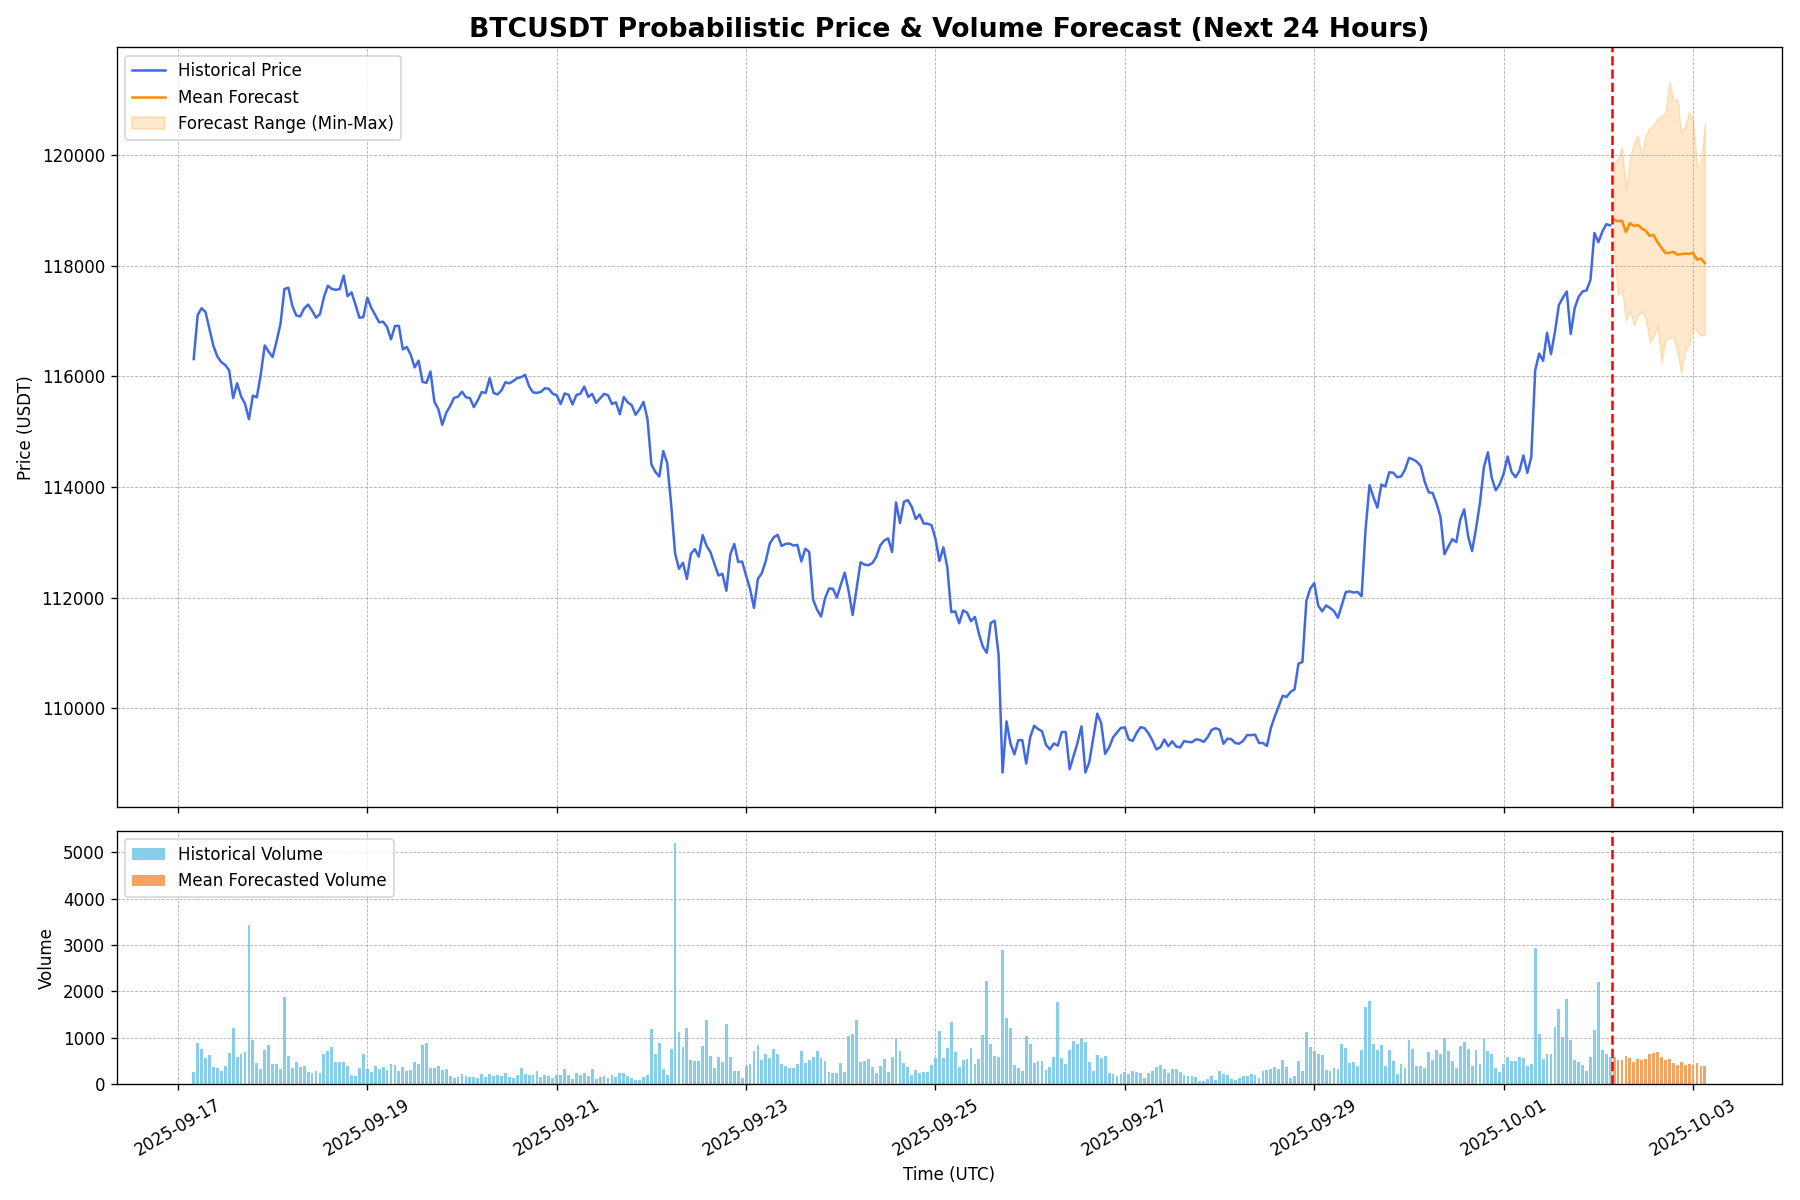 BTCUSDT Probabilistic Price & Volume Forecast (Next 24 Hours)
Historical Price
Mean Forecast
Forecast Range (Min-Max)
Price (USDT)
120000
118000
116000
114000
112000
110000
Historical Volume
Mean Forecasted Volume
Volume
5000
4000
3000
2000
1000
0
2025-09-17
2025-09-19
2025-09-21
2025-09-23
2025-09-25
2025-09-27
2025-09-29
2025-10-01
2025-10-03
Time (UTC)